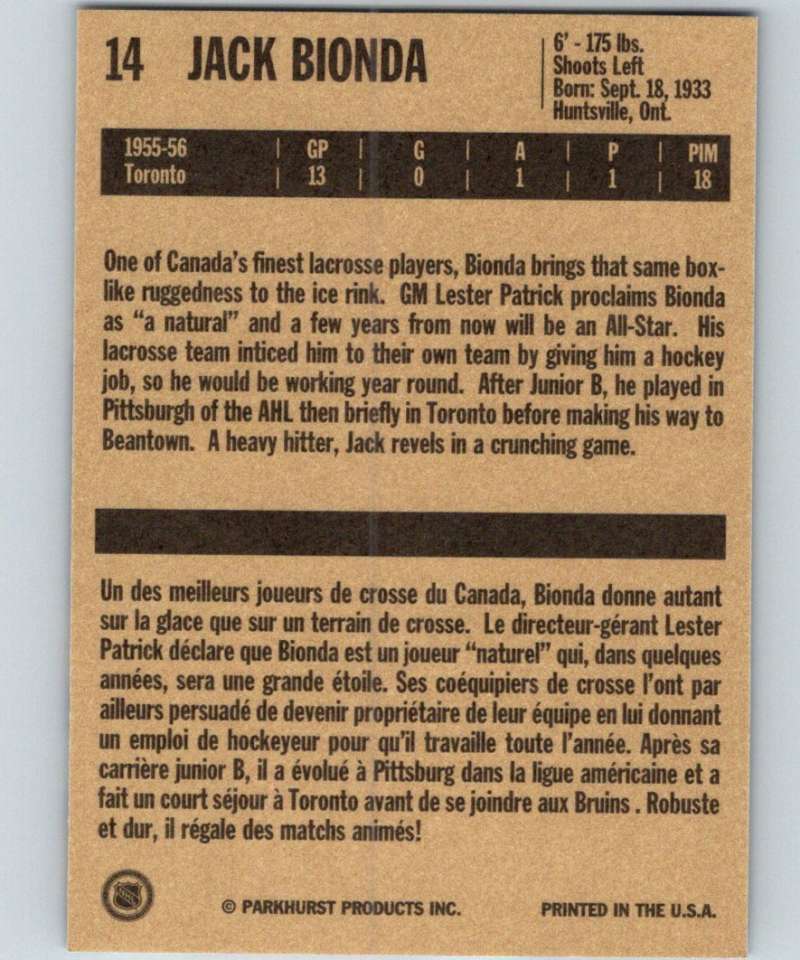 14 JACK BIONDA
6' - 175 lbs.
Shoots Left
Born: Sept. 18, 1933
Huntsville, Ont.
1955-56 | GP | G | A | P | PIM
Toronto | 13 | 0 | 1 | 1 | 18
One of Canada's finest lacrosse players, Bionda brings that same box-
like ruggedness to the ice rink. GM Lester Patrick proclaims Bionda
as "a natural" and a few years from now will be an All-Star. His
lacrosse team inticed him to their own team by giving him a hockey
job, so he would be working year round. After Junior B, he played in
Pittsburgh of the AHL then briefly in Toronto before making his way to
Beantown. A heavy hitter, Jack revels in a crunching game.
Un des meilleurs joueurs de crosse du Canada, Bionda donne autant
sur la glace que sur un terrain de crosse. Le directeur-gérant Lester
Patrick déclare que Bionda est un joueur "naturel" qui, dans quelques
années, sera une grande étoile. Ses coéquipiers de crosse l'ont par
ailleurs persuadé de devenir propriétaire de leur équipe en lui donnant
un emploi de hockeyeur pour qu'il travaille toute l'année. Après sa
carrière junior B, il a évolué à Pittsburg dans la ligue américaine et a
fait un court séjour à Toronto avant de se joindre aux Bruins . Robuste
et dur, il régale des matchs animés!
© PARKHURST PRODUCTS INC. PRINTED IN THE U.S.A.